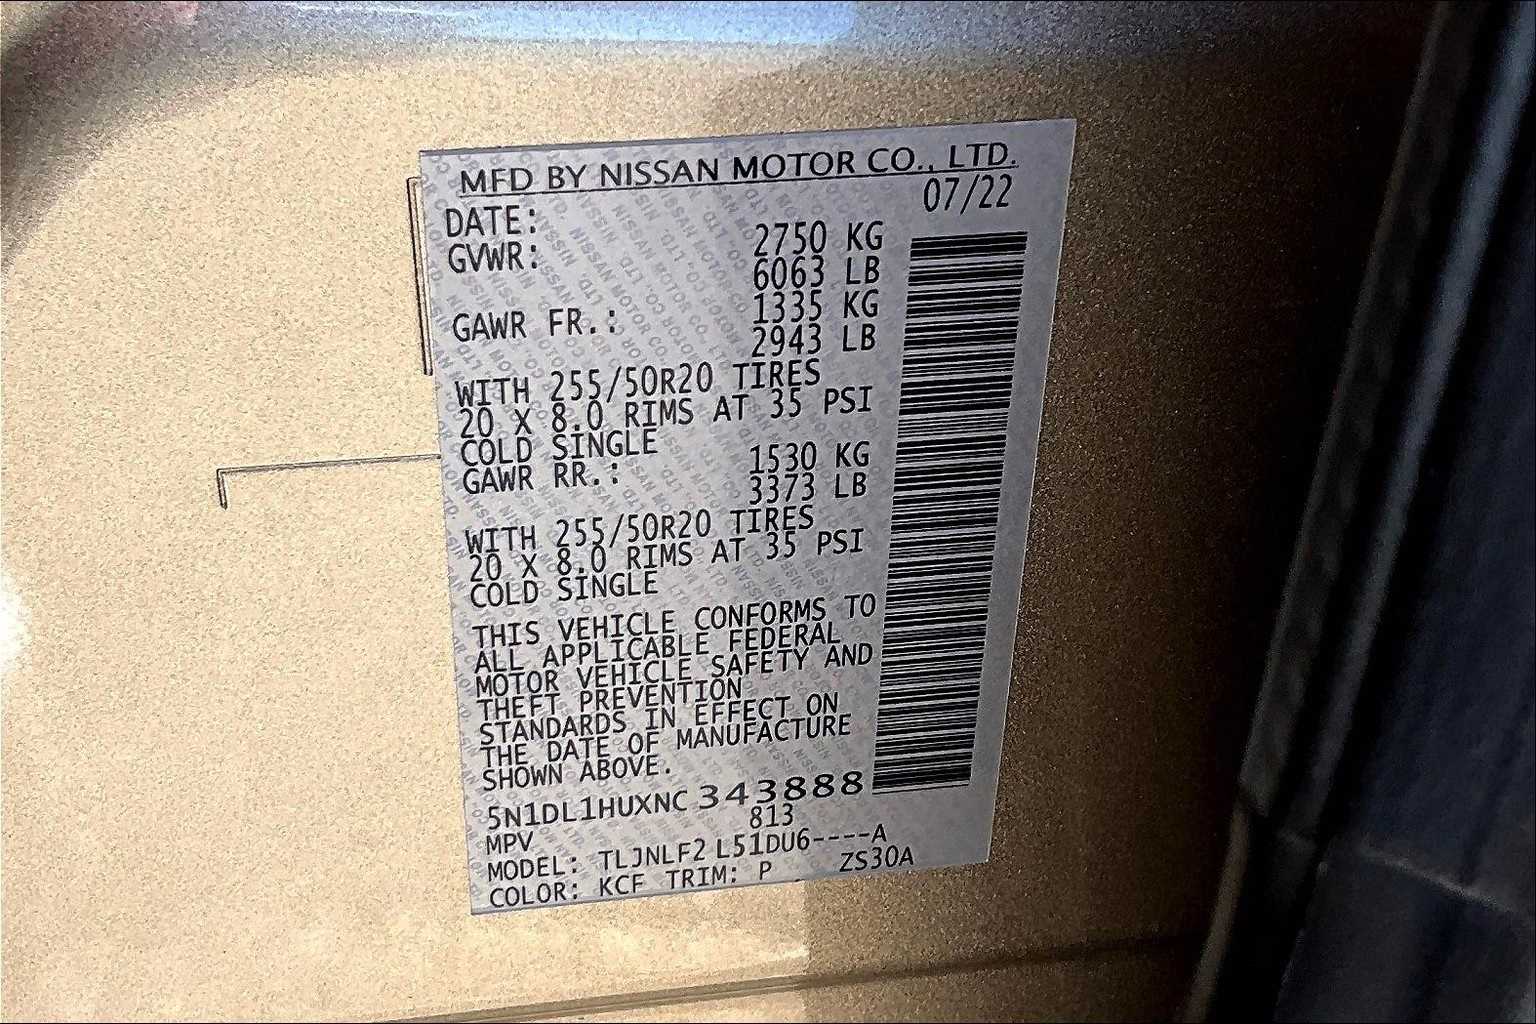 MFD BY NISSAN MOTOR CO., LTD.
DATE: 07/22
GVWR: 2750 KG
6063 LB
GAWR FR.: 1335 KG
2943 LB
WITH 255/50R20 TIRES
20 X 8.0 RIMS AT 35 PSI
COLD SINGLE
GAWR RR.: 1530 KG
3373 LB
WITH 255/50R20 TIRES
20 X 8.0 RIMS AT 35 PSI
COLD SINGLE
THIS VEHICLE CONFORMS TO
ALL APPLICABLE FEDERAL
MOTOR VEHICLE SAFETY AND
THEFT PREVENTION
STANDARDS IN EFFECT ON
THE DATE OF MANUFACTURE
SHOWN ABOVE.
5N1DL1HUXNC 343888
MPV 813
MODEL: TLJNLF2 L51DU6----A
COLOR: KCF TRIM: P ZS30A